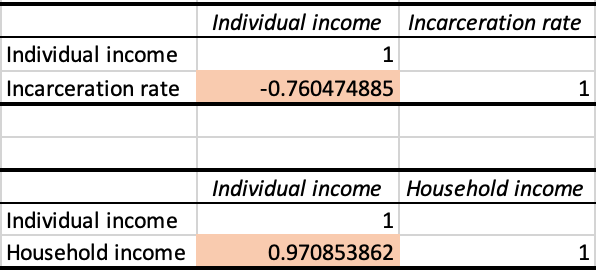 Individual income Incarceration rate
Individual income 1
Incarceration rate -0.760474885 1
Individual income Household income
Individual income 1
Household income 0.970853862 1